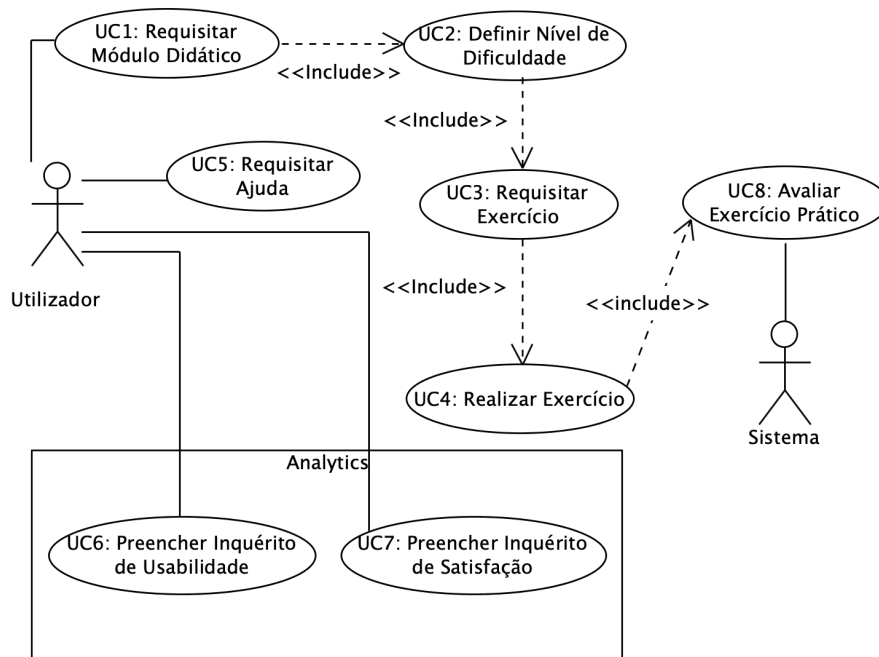 UC1: Requisitar
Módulo Didático
<<Include>>
UC2: Definir Nível de
Dificuldade
<<Include>>
UC5: Requisitar
Ajuda
UC3: Requisitar
Exercício
UC8: Avaliar
Exercício Prático
Utilizador
<<Include>>
<<include>>
UC4: Realizar Exercício
Sistema
Analytics
UC6: Preencher Inquérito
de Usabilidade
UC7: Preencher Inquérito
de Satisfação